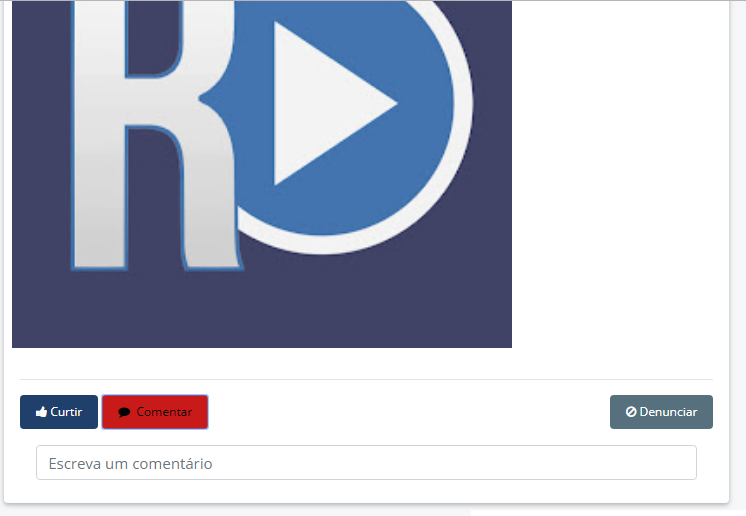 R
Curtir
Comentar
Denunciar
Escreva um comentário